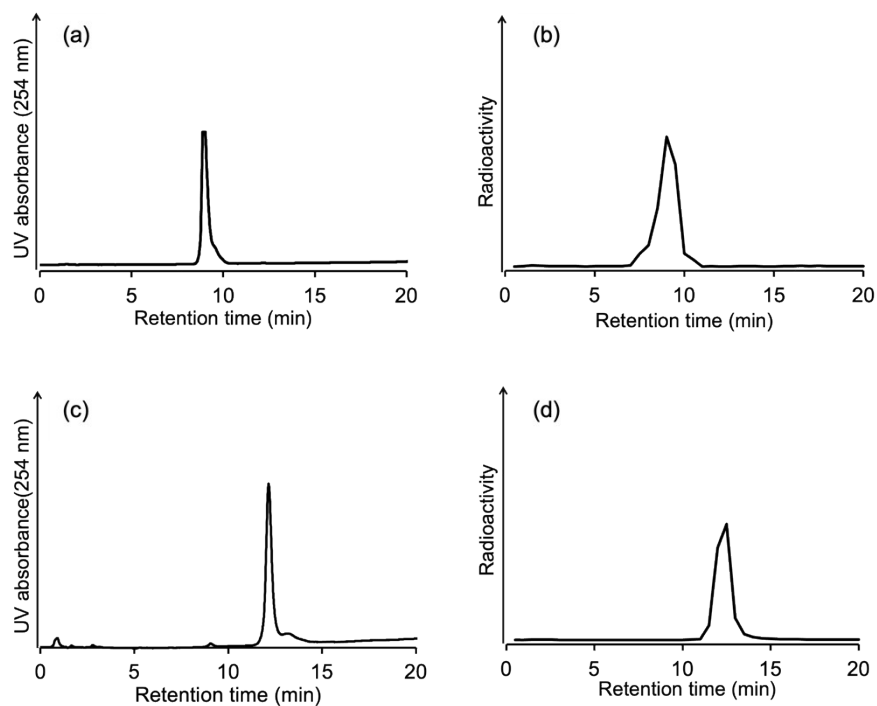 (a)
UV absorbance (254 nm)
0 5 10 15 20
Retention time (min)
(b)
Radioactivity
0 5 10 15 20
Retention time (min)
(c)
UV absorbance(254 nm)
0 5 10 15 20
Retention time (min)
(d)
Radioactivity
0 5 10 15 20
Retention time (min)